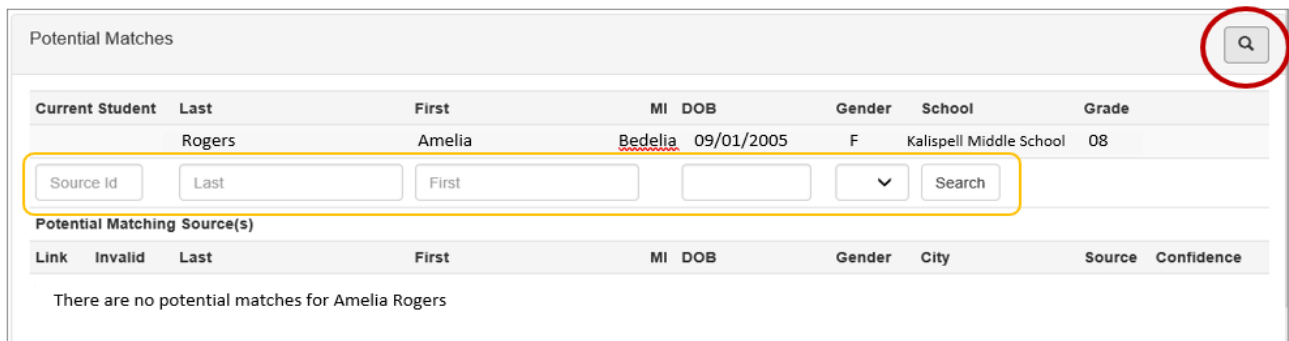 Potential Matches
Current Student Last First MI DOB Gender School Grade
Rogers Amelia Bedelia 09/01/2005 F Kalispell Middle School 08
Source Id Last First Search
Potential Matching Source(s)
Link Invalid Last First MI DOB Gender City Source Confidence
There are no potential matches for Amelia Rogers